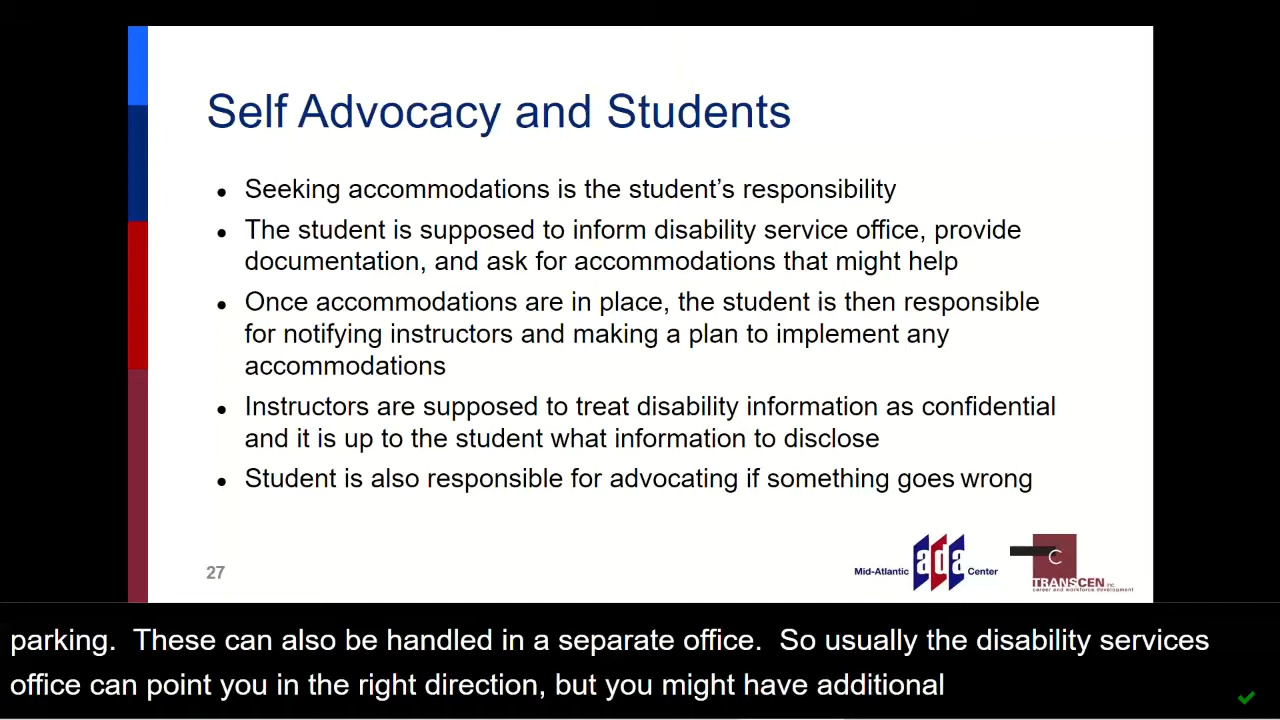 Self Advocacy and Students
Seeking accommodations is the student’s responsibility
The student is supposed to inform disability service office, provide
documentation, and ask for accommodations that might help
Once accommodations are in place, the student is then responsible
for notifying instructors and making a plan to implement any
accommodations
Instructors are supposed to treat disability information as confidential
and it is up to the student what information to disclose
Student is also responsible for advocating if something goes wrong
27
Mid-Atlantic ada Center
C
TRANSCEN inc.
career and workforce development
parking.  These can also be handled in a separate office.  So usually the disability services
office can point you in the right direction, but you might have additional